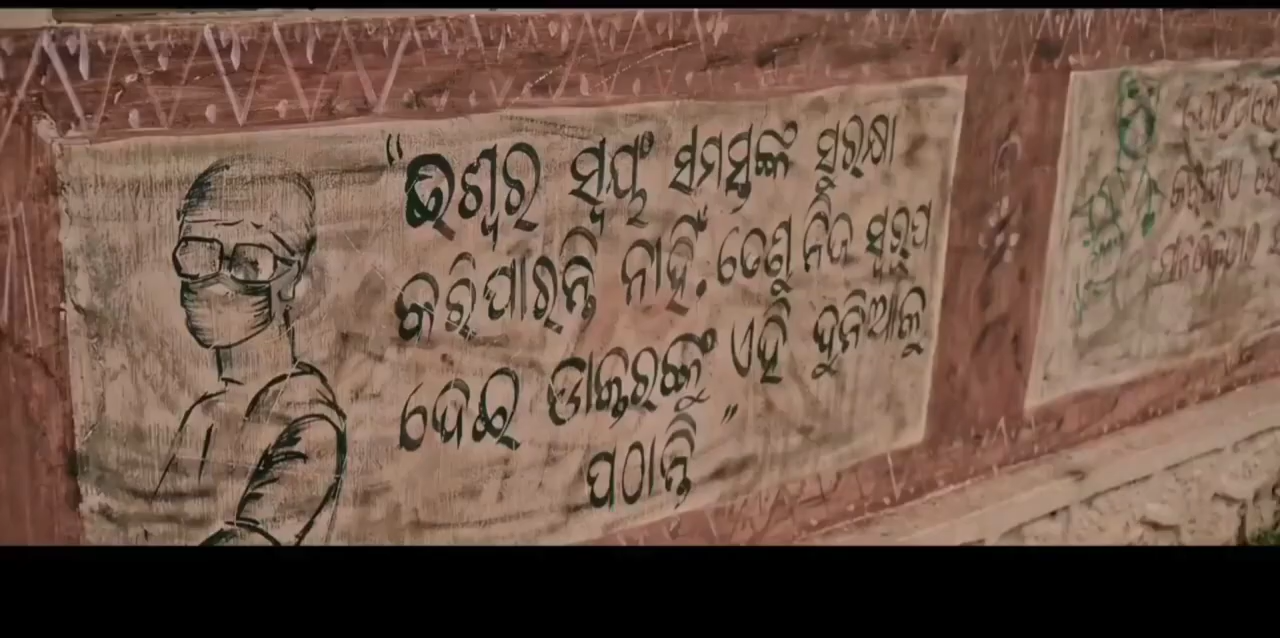 “ଈଶ୍ୱର ସ୍ୱୟଂ ସମସ୍ତଙ୍କ ସୁରକ୍ଷା
କରିପାରନ୍ତି ନାହିଁ. ତେଣୁ ନିଜ ସ୍ୱରୂପ
ଦେଇ ଡାକ୍ତରଙ୍କୁ ଏହି ଦୁନିଆକୁ
ପଠାନ୍ତି”